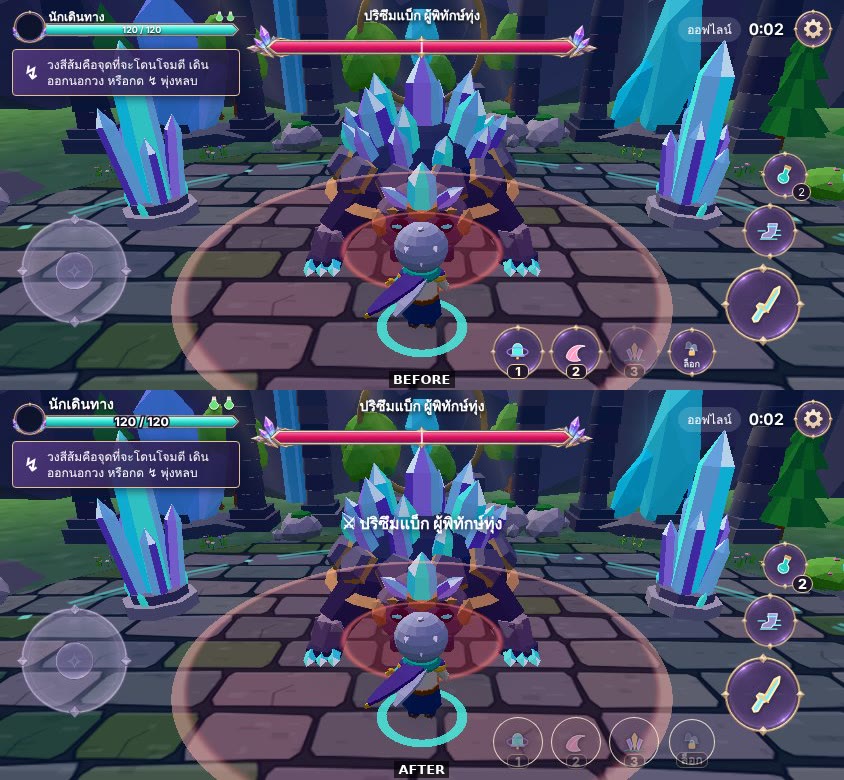 นักเดินทาง
120 / 120
วงสีส้มคือจุดที่จะโดนโจมตี เดิน
ออกนอกวง หรือกด ↯ พุ่งหลบ
ปริซึมแบ็ก ผู้พิทักษ์ทุ่ง
ออฟไลน์
0:02
2
1
2
3
ล็อก
BEFORE
นักเดินทาง
120 / 120
วงสีส้มคือจุดที่จะโดนโจมตี เดิน
ออกนอกวง หรือกด ↯ พุ่งหลบ
ปริซึมแบ็ก ผู้พิทักษ์ทุ่ง
ออฟไลน์
0:02
⚔ ปริซึมแบ็ก ผู้พิทักษ์ทุ่ง
2
1
2
3
ล็อก
AFTER